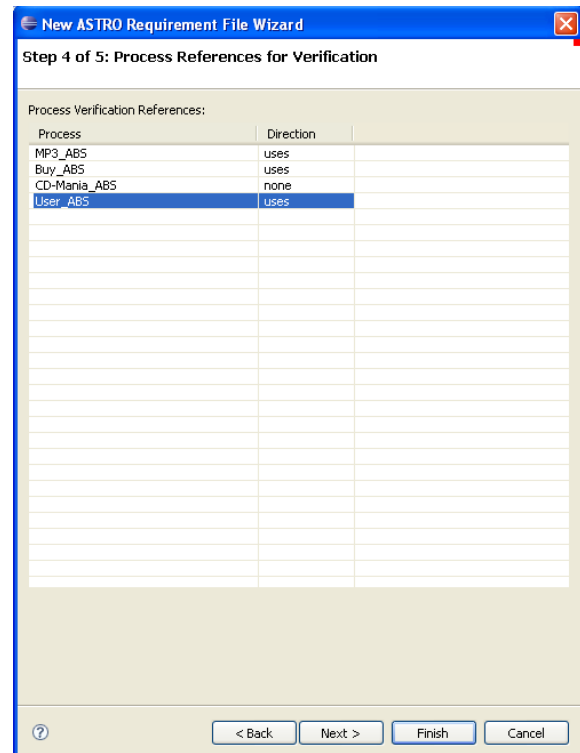 New ASTRO Requirement File Wizard
Step 4 of 5: Process References for Verification
Process Verification References:
Process Direction
MP3_ABS uses
Buy_ABS uses
CD-Mania_ABS none
User_ABS uses
? < Back Next > Finish Cancel